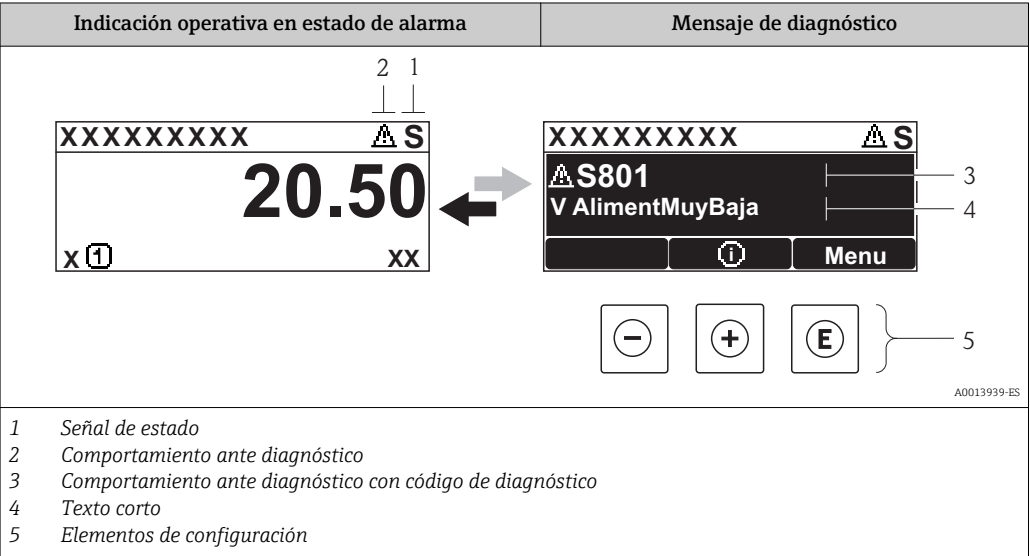 Indicación operativa en estado de alarma
Mensaje de diagnóstico
2 1
XXXXXXXXX S
20.50
X 1 XX
XXXXXXXXX S
S801
V AlimentMuyBaja
i Menu
3
4
- + E
5
A0013939-ES
1 Señal de estado
2 Comportamiento ante diagnóstico
3 Comportamiento ante diagnóstico con código de diagnóstico
4 Texto corto
5 Elementos de configuración